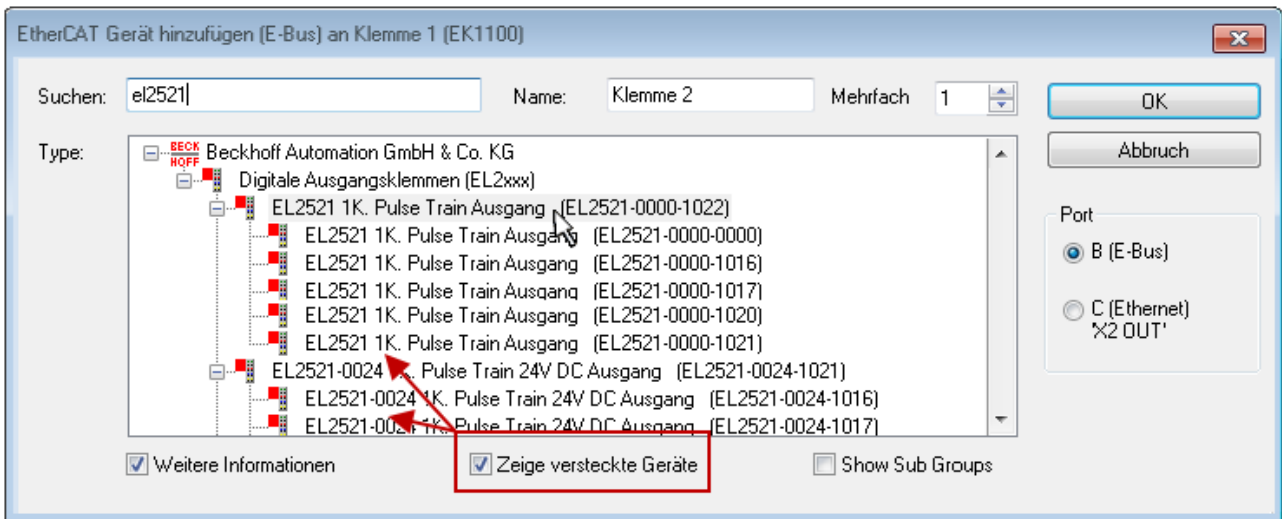 EtherCAT Gerät hinzufügen (E-Bus) an Klemme 1 (EK1100)
Suchen: el2521 Name: Klemme 2 Mehrfach 1 OK
Type: BECKHOFF Beckhoff Automation GmbH & Co. KG Abbruch
Digitale Ausgangsklemmen (EL2xxx)
EL2521 1K. Pulse Train Ausgang (EL2521-0000-1022)
Port
EL2521 1K. Pulse Train Ausgang (EL2521-0000-0000)
B (E-Bus)
EL2521 1K. Pulse Train Ausgang (EL2521-0000-1016)
EL2521 1K. Pulse Train Ausgang (EL2521-0000-1017)
C (Ethernet)
EL2521 1K. Pulse Train Ausgang (EL2521-0000-1020)
'X2 OUT'
EL2521 1K. Pulse Train Ausgang (EL2521-0000-1021)
EL2521-0024 1K. Pulse Train 24V DC Ausgang (EL2521-0024-1021)
EL2521-0024 1K. Pulse Train 24V DC Ausgang (EL2521-0024-1016)
EL2521-0024 1K. Pulse Train 24V DC Ausgang (EL2521-0024-1017)
Weitere Informationen Zeige versteckte Geräte Show Sub Groups